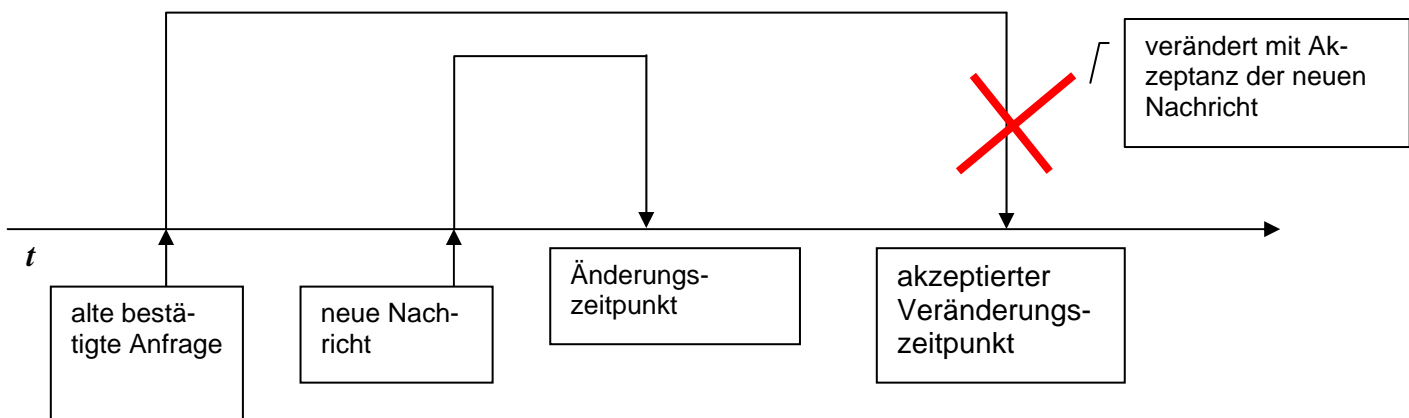 verändert mit Ak-
zeptanz der neuen
Nachricht
t
alte bestä-
tigte Anfrage
neue Nach-
richt
Änderungs-
zeitpunkt
akzeptierter
Veränderungs-
zeitpunkt